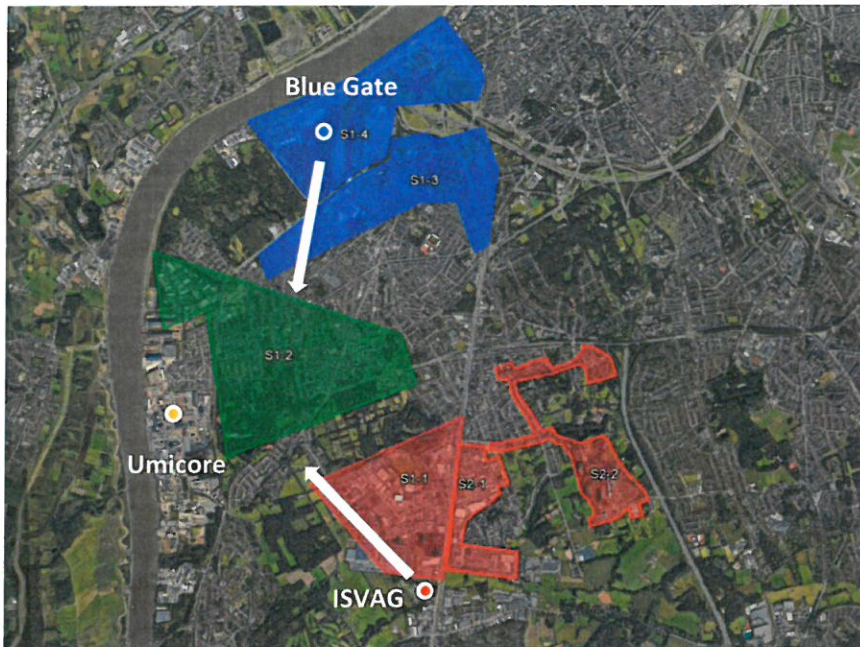 Blue Gate
S1-4
S1-3
S1-2
Umicore
S1-1
S2-1
S2-2
ISVAG